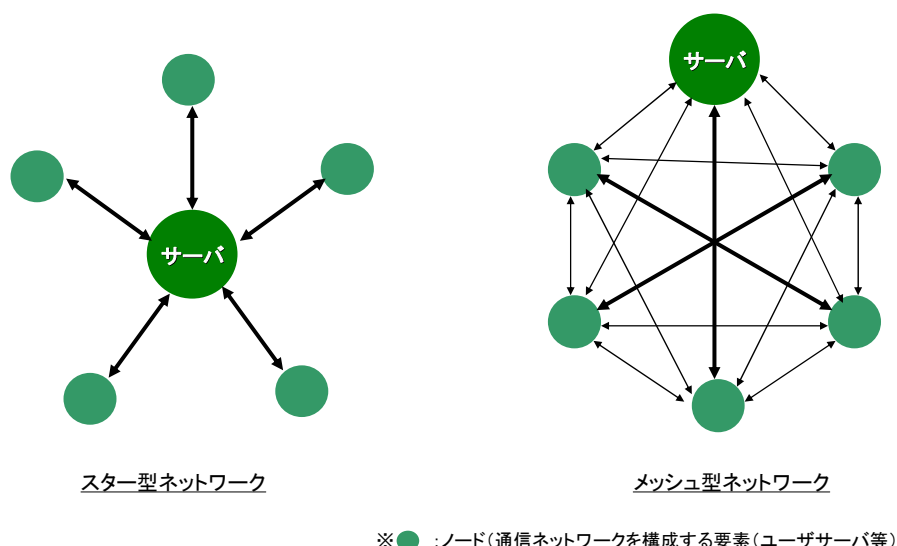 サーバ
サーバ
スター型ネットワーク
メッシュ型ネットワーク
※ :ノード(通信ネットワークを構成する要素(ユーザサーバ等)